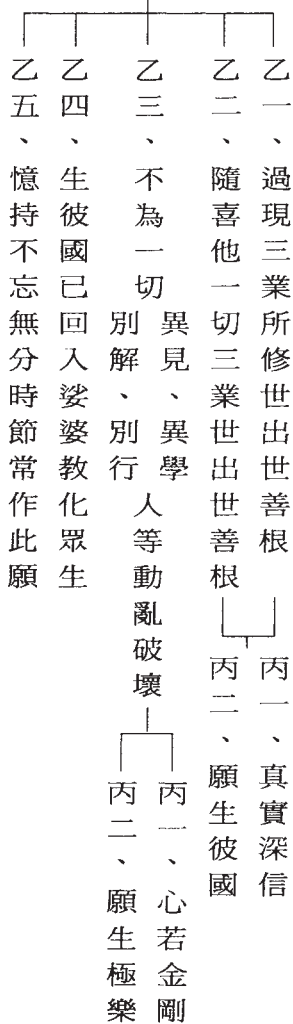 乙一、過現三業所修世出世善根
乙二、隨喜他一切三業世出世善根
丙一、真實深信
丙二、願生彼國
乙三、不為一切
異見、異學
別解、別行
人等動亂破壞
丙一、心若金剛
丙二、願生極樂
乙四、生彼國已回入娑婆教化眾生
乙五、憶持不忘無分時節常作此願